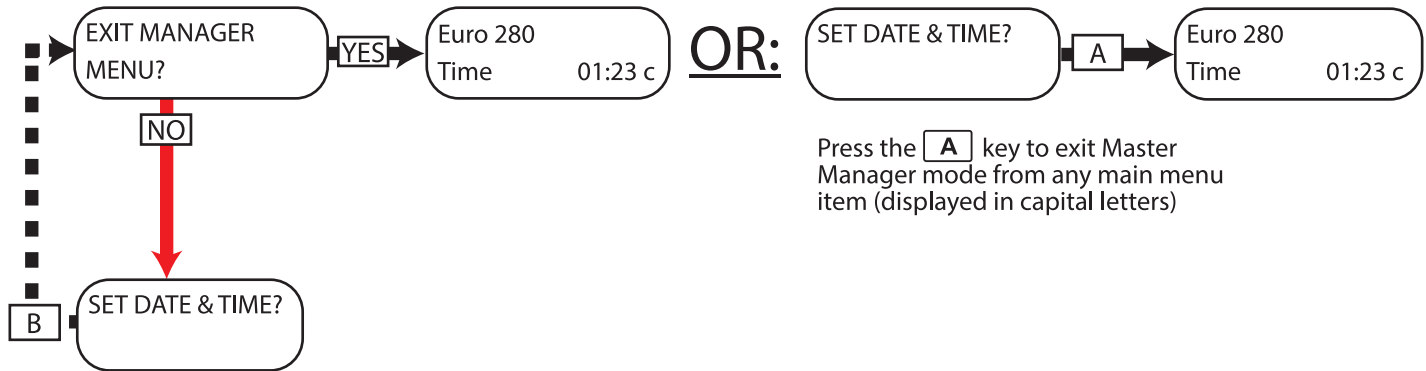 EXIT MANAGER
MENU?
YES
Euro 280
Time 01:23 c
OR:
SET DATE & TIME?
A
Euro 280
Time 01:23 c
NO
Press the A key to exit Master
Manager mode from any main menu
item (displayed in capital letters)
SET DATE & TIME?
B